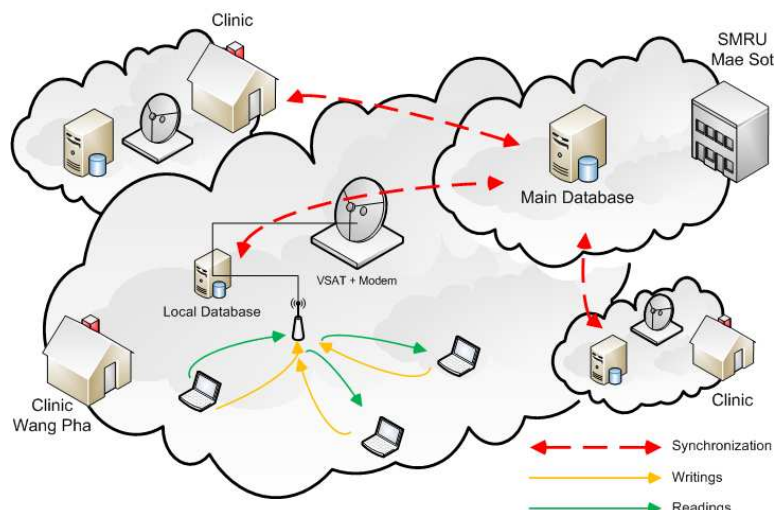 Clinic
SMRU
Mae Sot
Main Database
VSAT + Modem
Local Database
Clinic
Wang Pha
Clinic
Synchronization
Writings
Readings